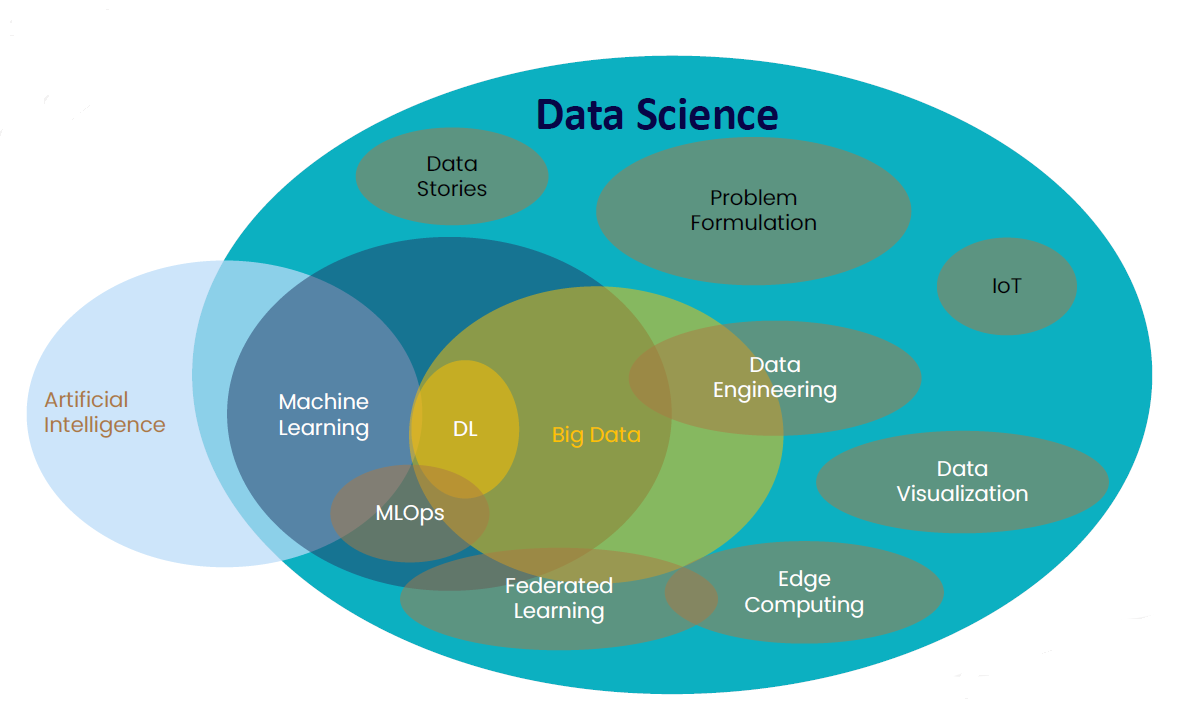 Data Science
Data
Stories
Problem
Formulation
IoT
Artificial
Intelligence
Machine
Learning
DL
Big Data
Data
Engineering
MLOps
Data
Visualization
Federated
Learning
Edge
Computing